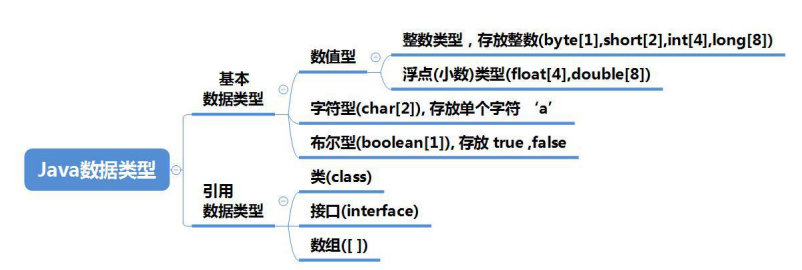 Java数据类型
基本
数据类型
数值型
整数类型，存放整数(byte[1],short[2],int[4],long[8])
浮点(小数)类型(float[4],double[8])
字符型(char[2]), 存放单个字符 ‘a’
布尔型(boolean[1]), 存放 true ,false
引用
数据类型
类(class)
接口(interface)
数组([ ])